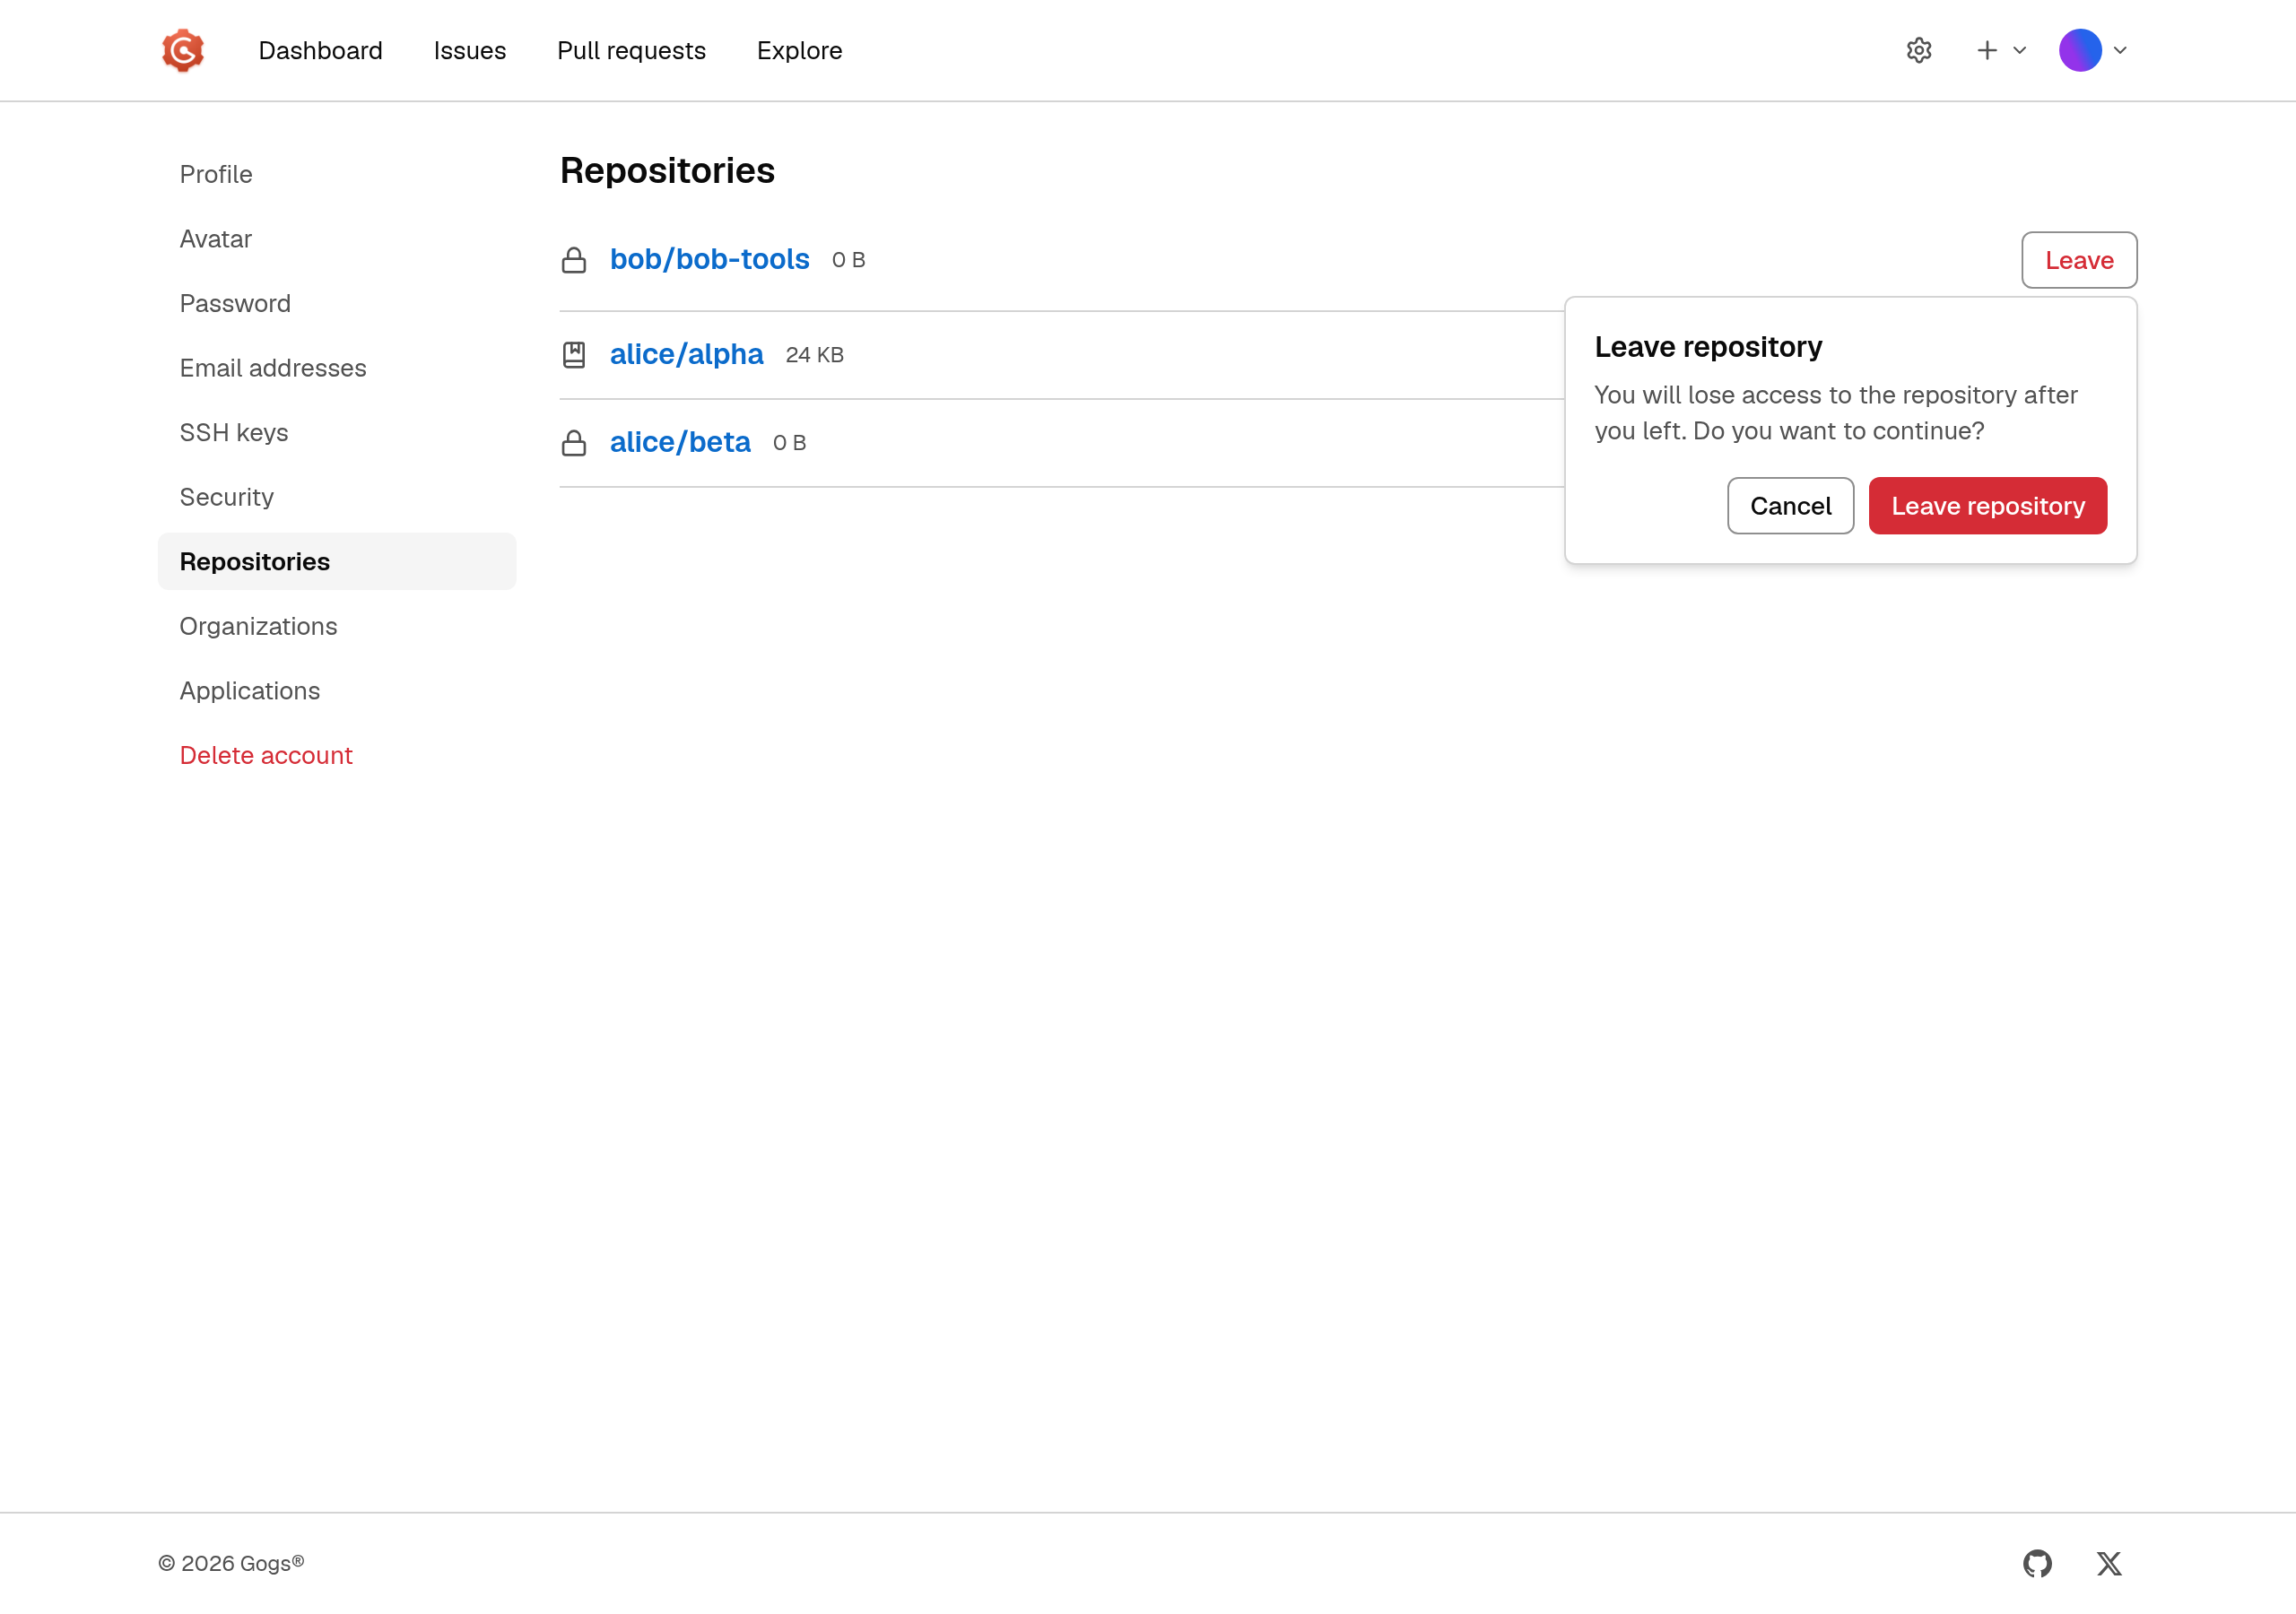 Dashboard
Issues
Pull requests
Explore
Profile
Avatar
Password
Email addresses
SSH keys
Security
Repositories
Organizations
Applications
Delete account
Repositories
bob/bob-tools 0 B
Leave
alice/alpha 24 KB
alice/beta 0 B
Leave repository
You will lose access to the repository after
you left. Do you want to continue?
Cancel
Leave repository
© 2026 Gogs®